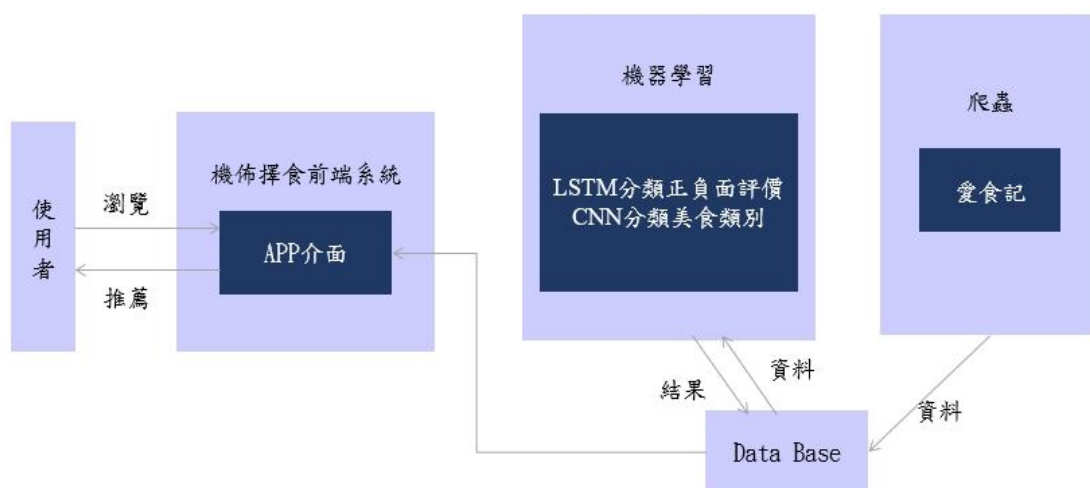 使用者
瀏覽
推薦
機佈擇食前端系統
APP介面
機器學習
LSTM分類正負面評價
CNN分類美食類別
爬蟲
愛食記
結果
資料
資料
Data Base